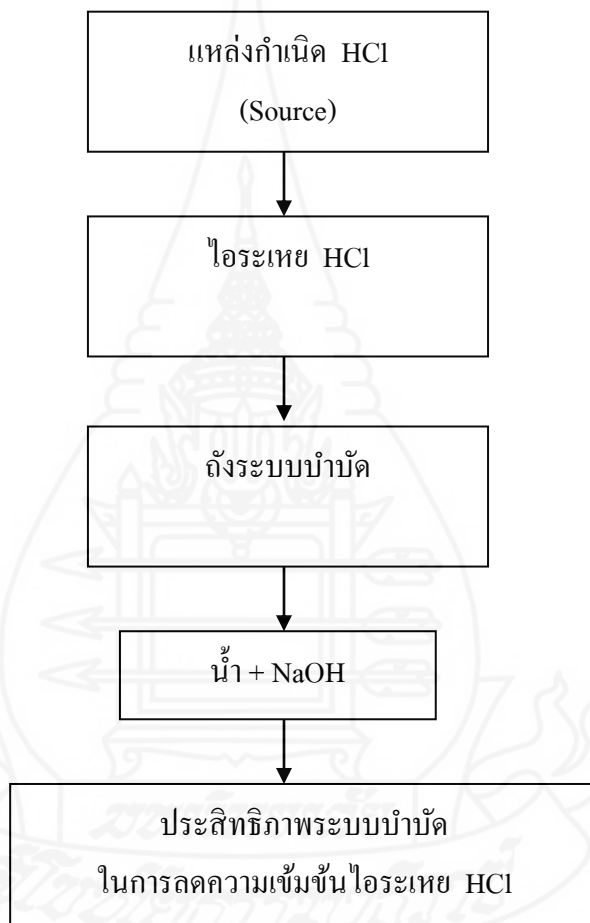 แหล่งกำเนิด HCl
(Source)
ไอระเหย HCl
ถังระบบบำบัด
น้ำ + NaOH
ประสิทธิภาพระบบบำบัด
ในการลดความเข้มข้นไอระเหย HCl